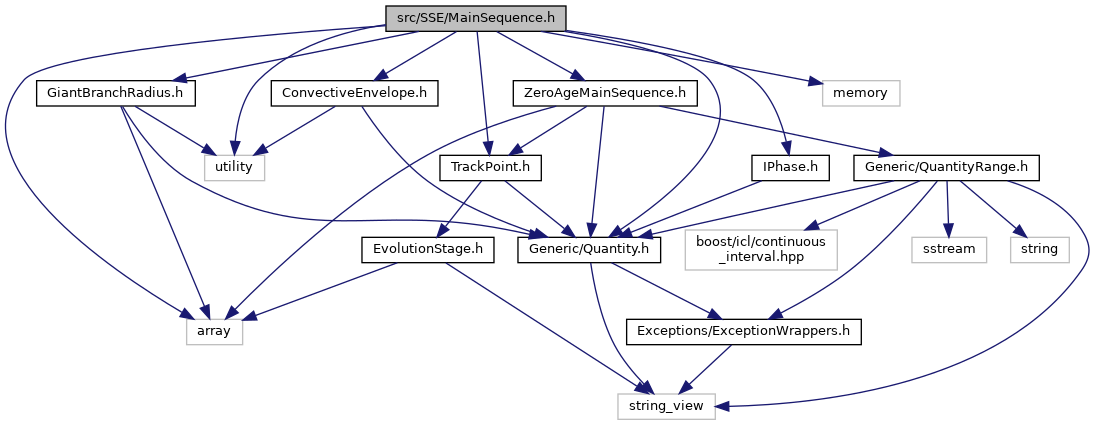 src/SSE/MainSequence.h
GiantBranchRadius.h
ConvectiveEnvelope.h
ZeroAgeMainSequence.h
memory
utility
TrackPoint.h
IPhase.h
Generic/QuantityRange.h
EvolutionStage.h
Generic/Quantity.h
boost/icl/continuous
_interval.hpp
sstream
string
array
Exceptions/ExceptionWrappers.h
string_view